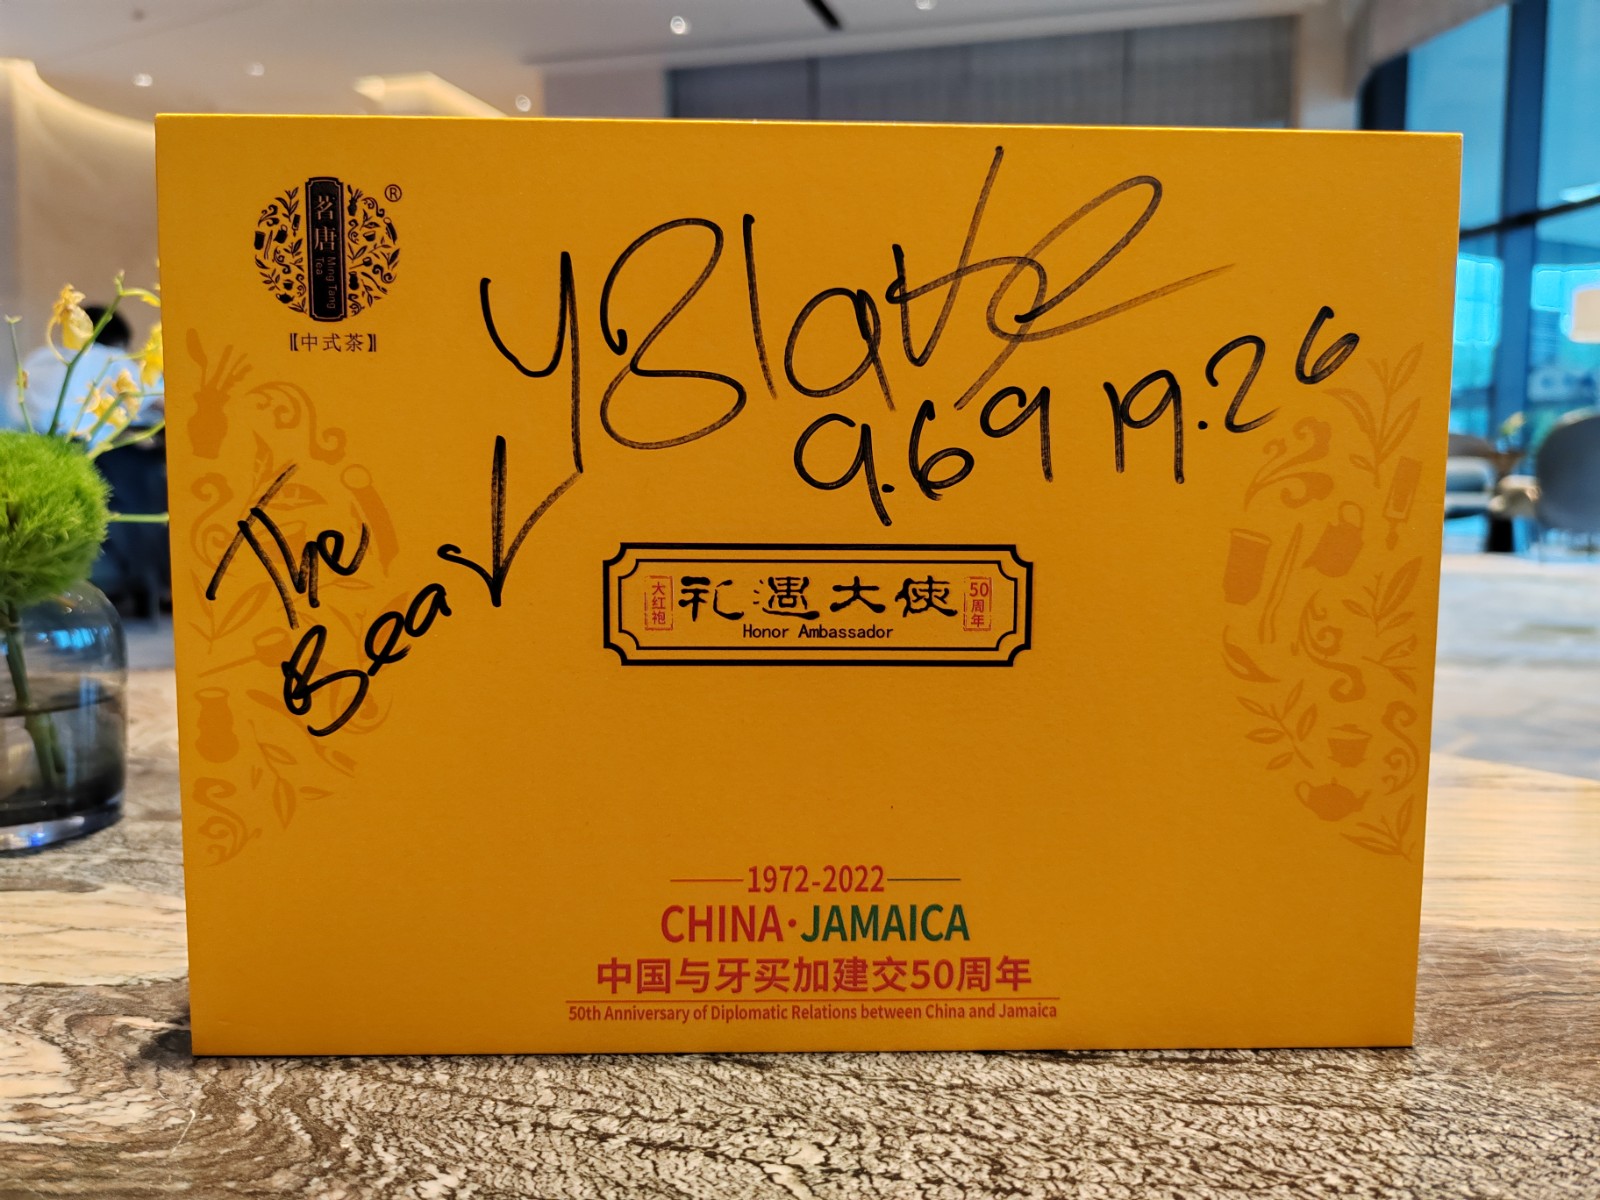 茗唐
Ming Tang
Tea
®
【中式茶】
Y Blake
9.69 19.26
The
Beast
大红袍
礼遇大使
50周年
Honor Ambassador
1972-2022
CHINA·JAMAICA
中国与牙买加建交50周年
50th Anniversary of Diplomatic Relations between China and Jamaica